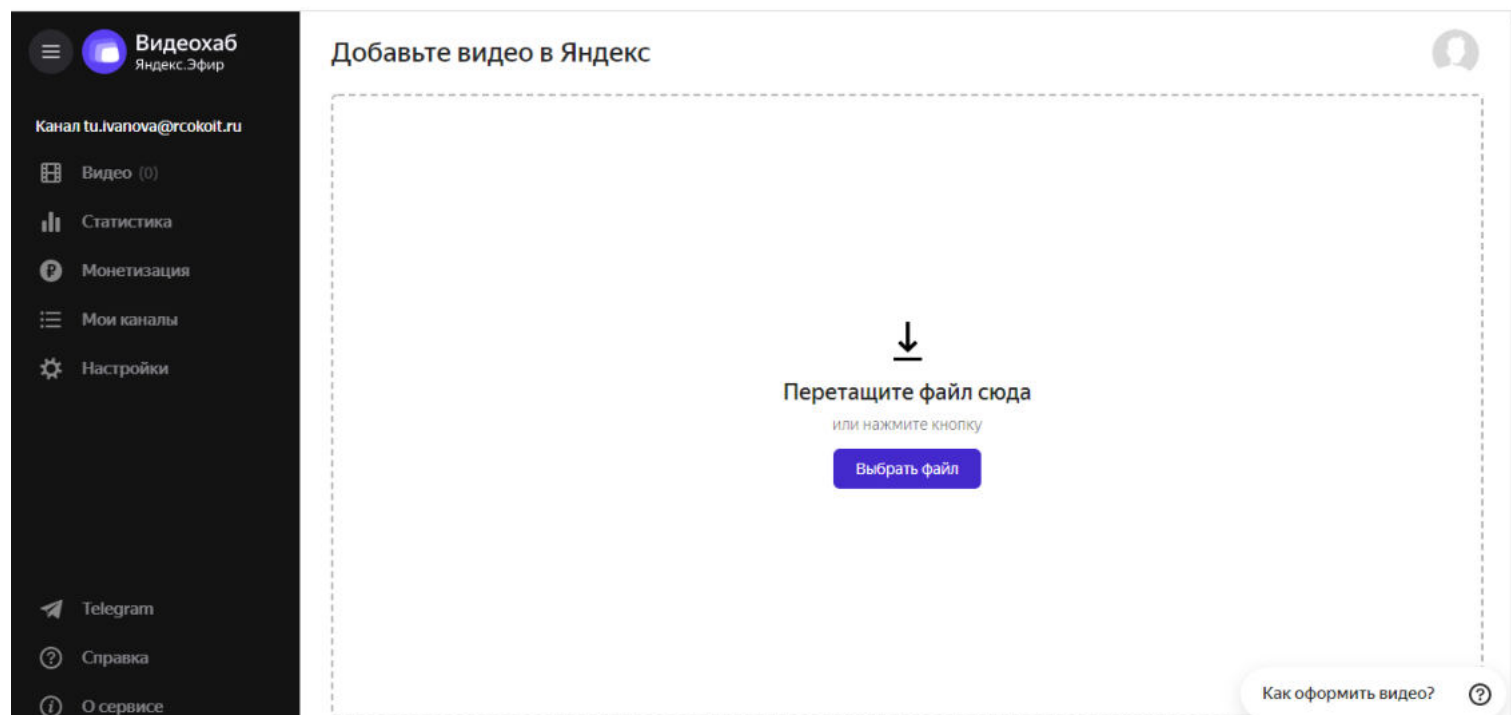 Видеохаб
Яндекс.Эфир
Канал tu.ivanova@rcokoit.ru
Видео (0)
Статистика
Монетизация
Мои каналы
Настройки
Telegram
Справка
О сервисе
Добавьте видео в Яндекс
Перетащите файл сюда
или нажмите кнопку
Выбрать файл
Как оформить видео?